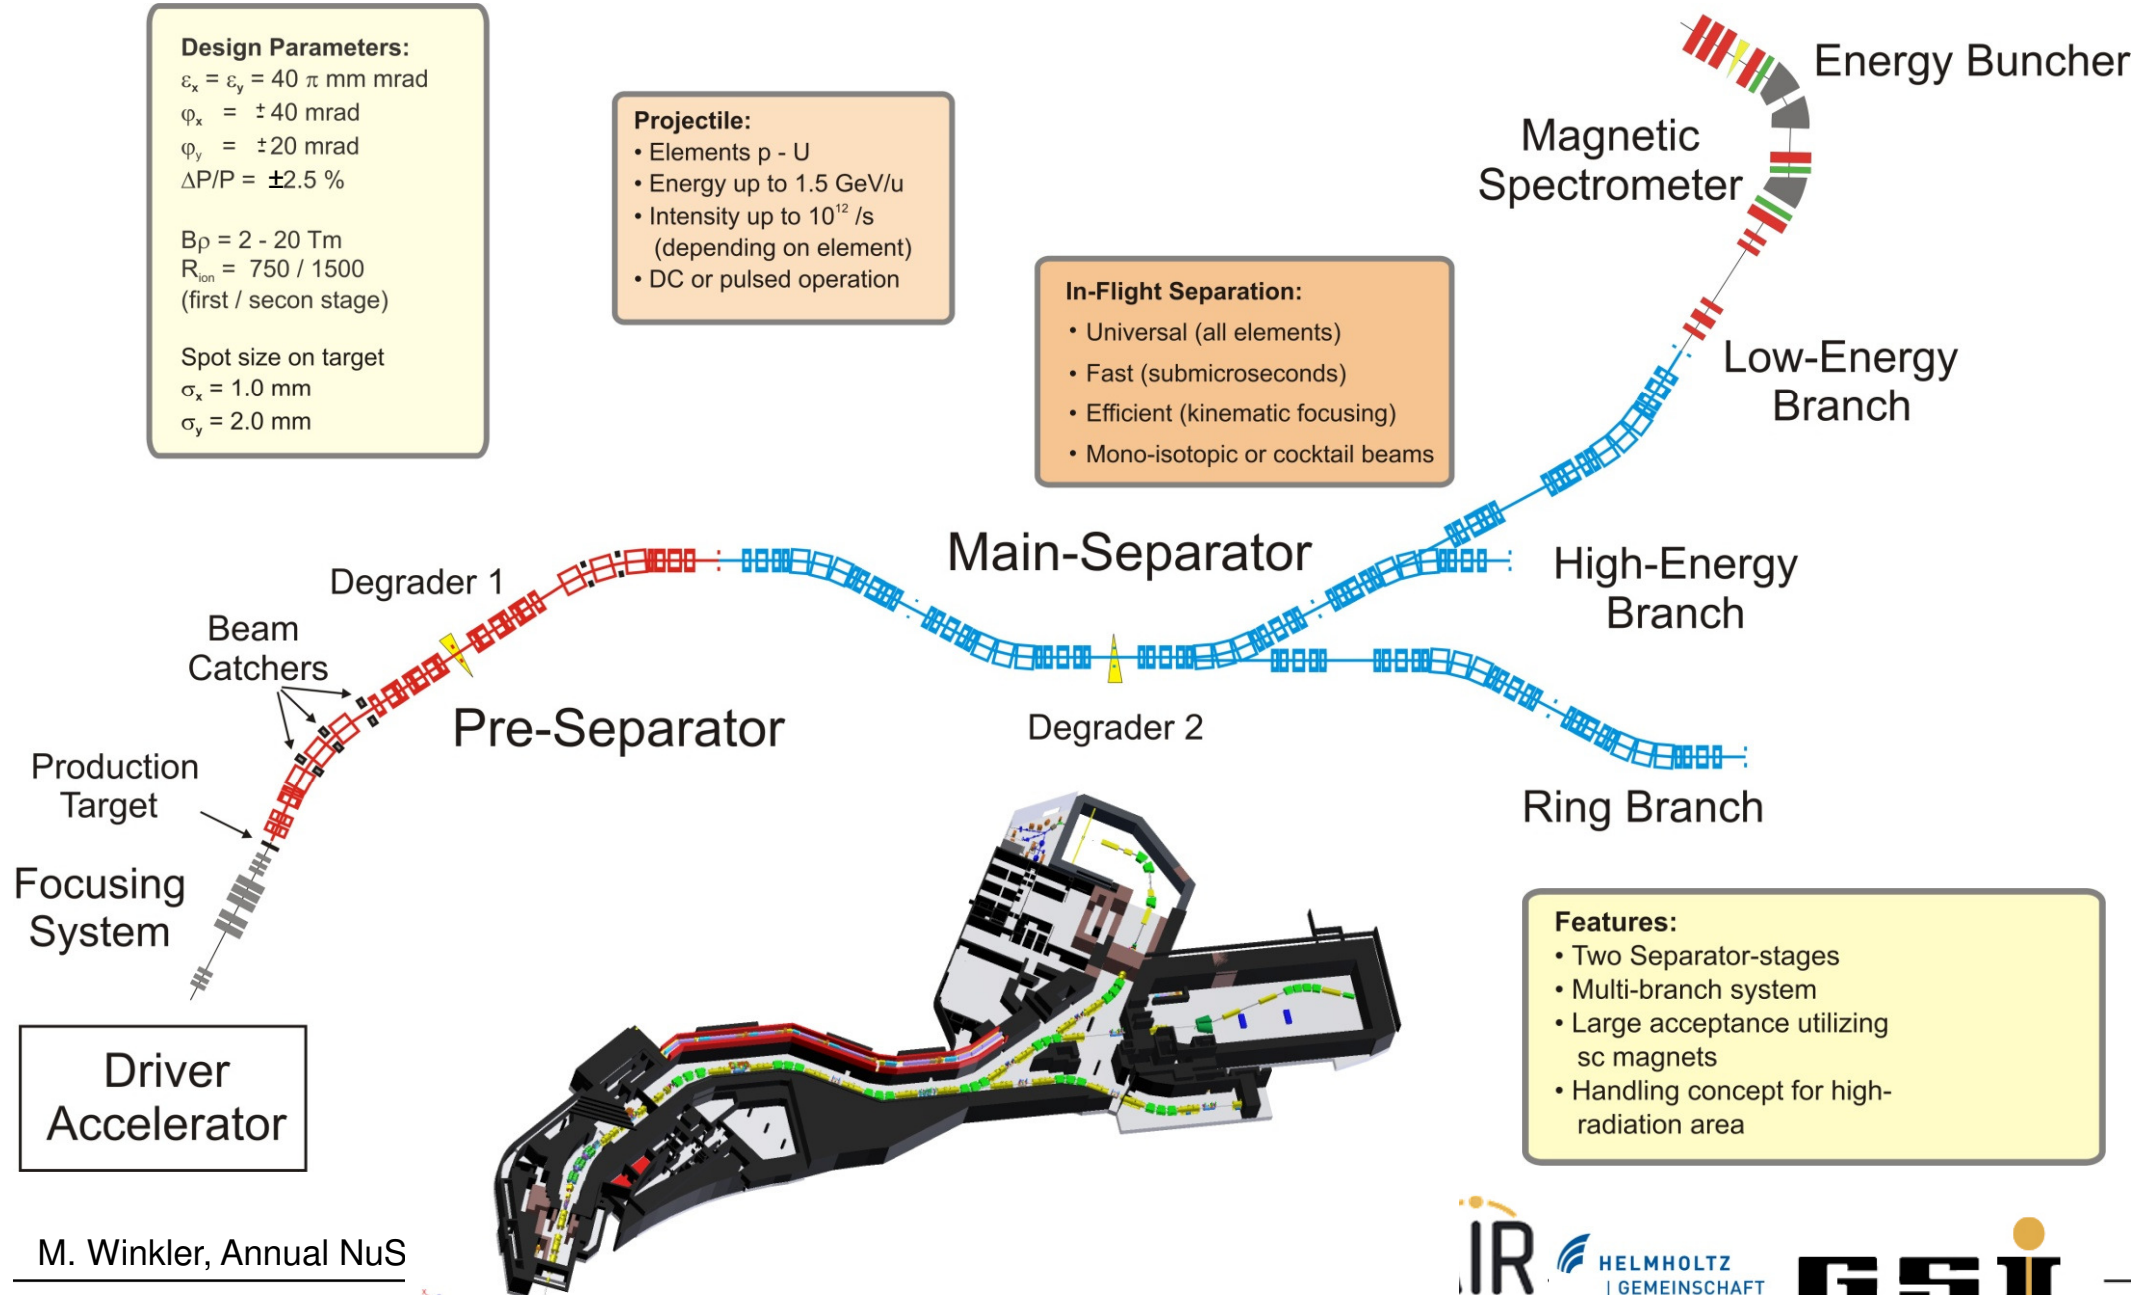 Design Parameters:
εx = εy = 40 π mm mrad
φx = ± 40 mrad
φy = ±20 mrad
ΔP/P = ±2.5 %
Bρ = 2 - 20 Tm
Rion = 750 / 1500
(first / secon stage)
Spot size on target
σx = 1.0 mm
σy = 2.0 mm
Projectile:
• Elements p - U
• Energy up to 1.5 GeV/u
• Intensity up to 10¹² /s
(depending on element)
• DC or pulsed operation
In-Flight Separation:
• Universal (all elements)
• Fast (submicroseconds)
• Efficient (kinematic focusing)
• Mono-isotopic or cocktail beams
Energy Buncher
Magnetic
Spectrometer
Low-Energy
Branch
Main-Separator
High-Energy
Branch
Degrader 1
Beam
Catchers
Pre-Separator
Degrader 2
Production
Target
Ring Branch
Focusing
System
Driver
Accelerator
Features:
• Two Separator-stages
• Multi-branch system
• Large acceptance utilizing
sc magnets
• Handling concept for high-
radiation area
M. Winkler, Annual NuS
IR
HELMHOLTZ
| GEMEINSCHAFT
GSI